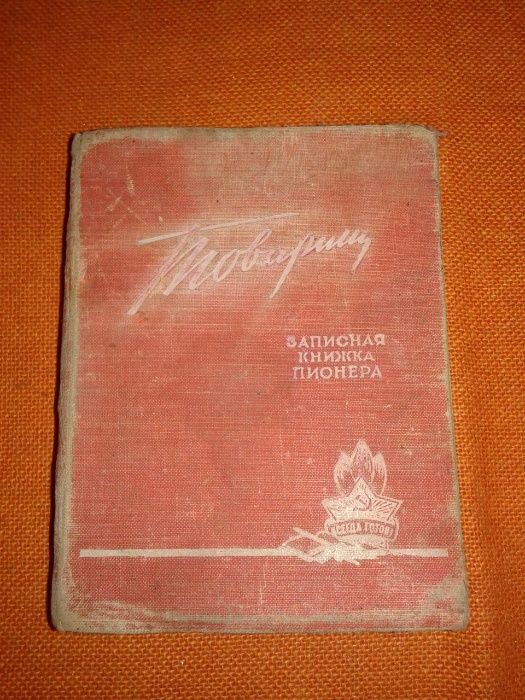 Товарищ
ЗАПИСНАЯ
КНИЖКА
ПИОНЕРА
ВСЕГДА ГОТОВ!